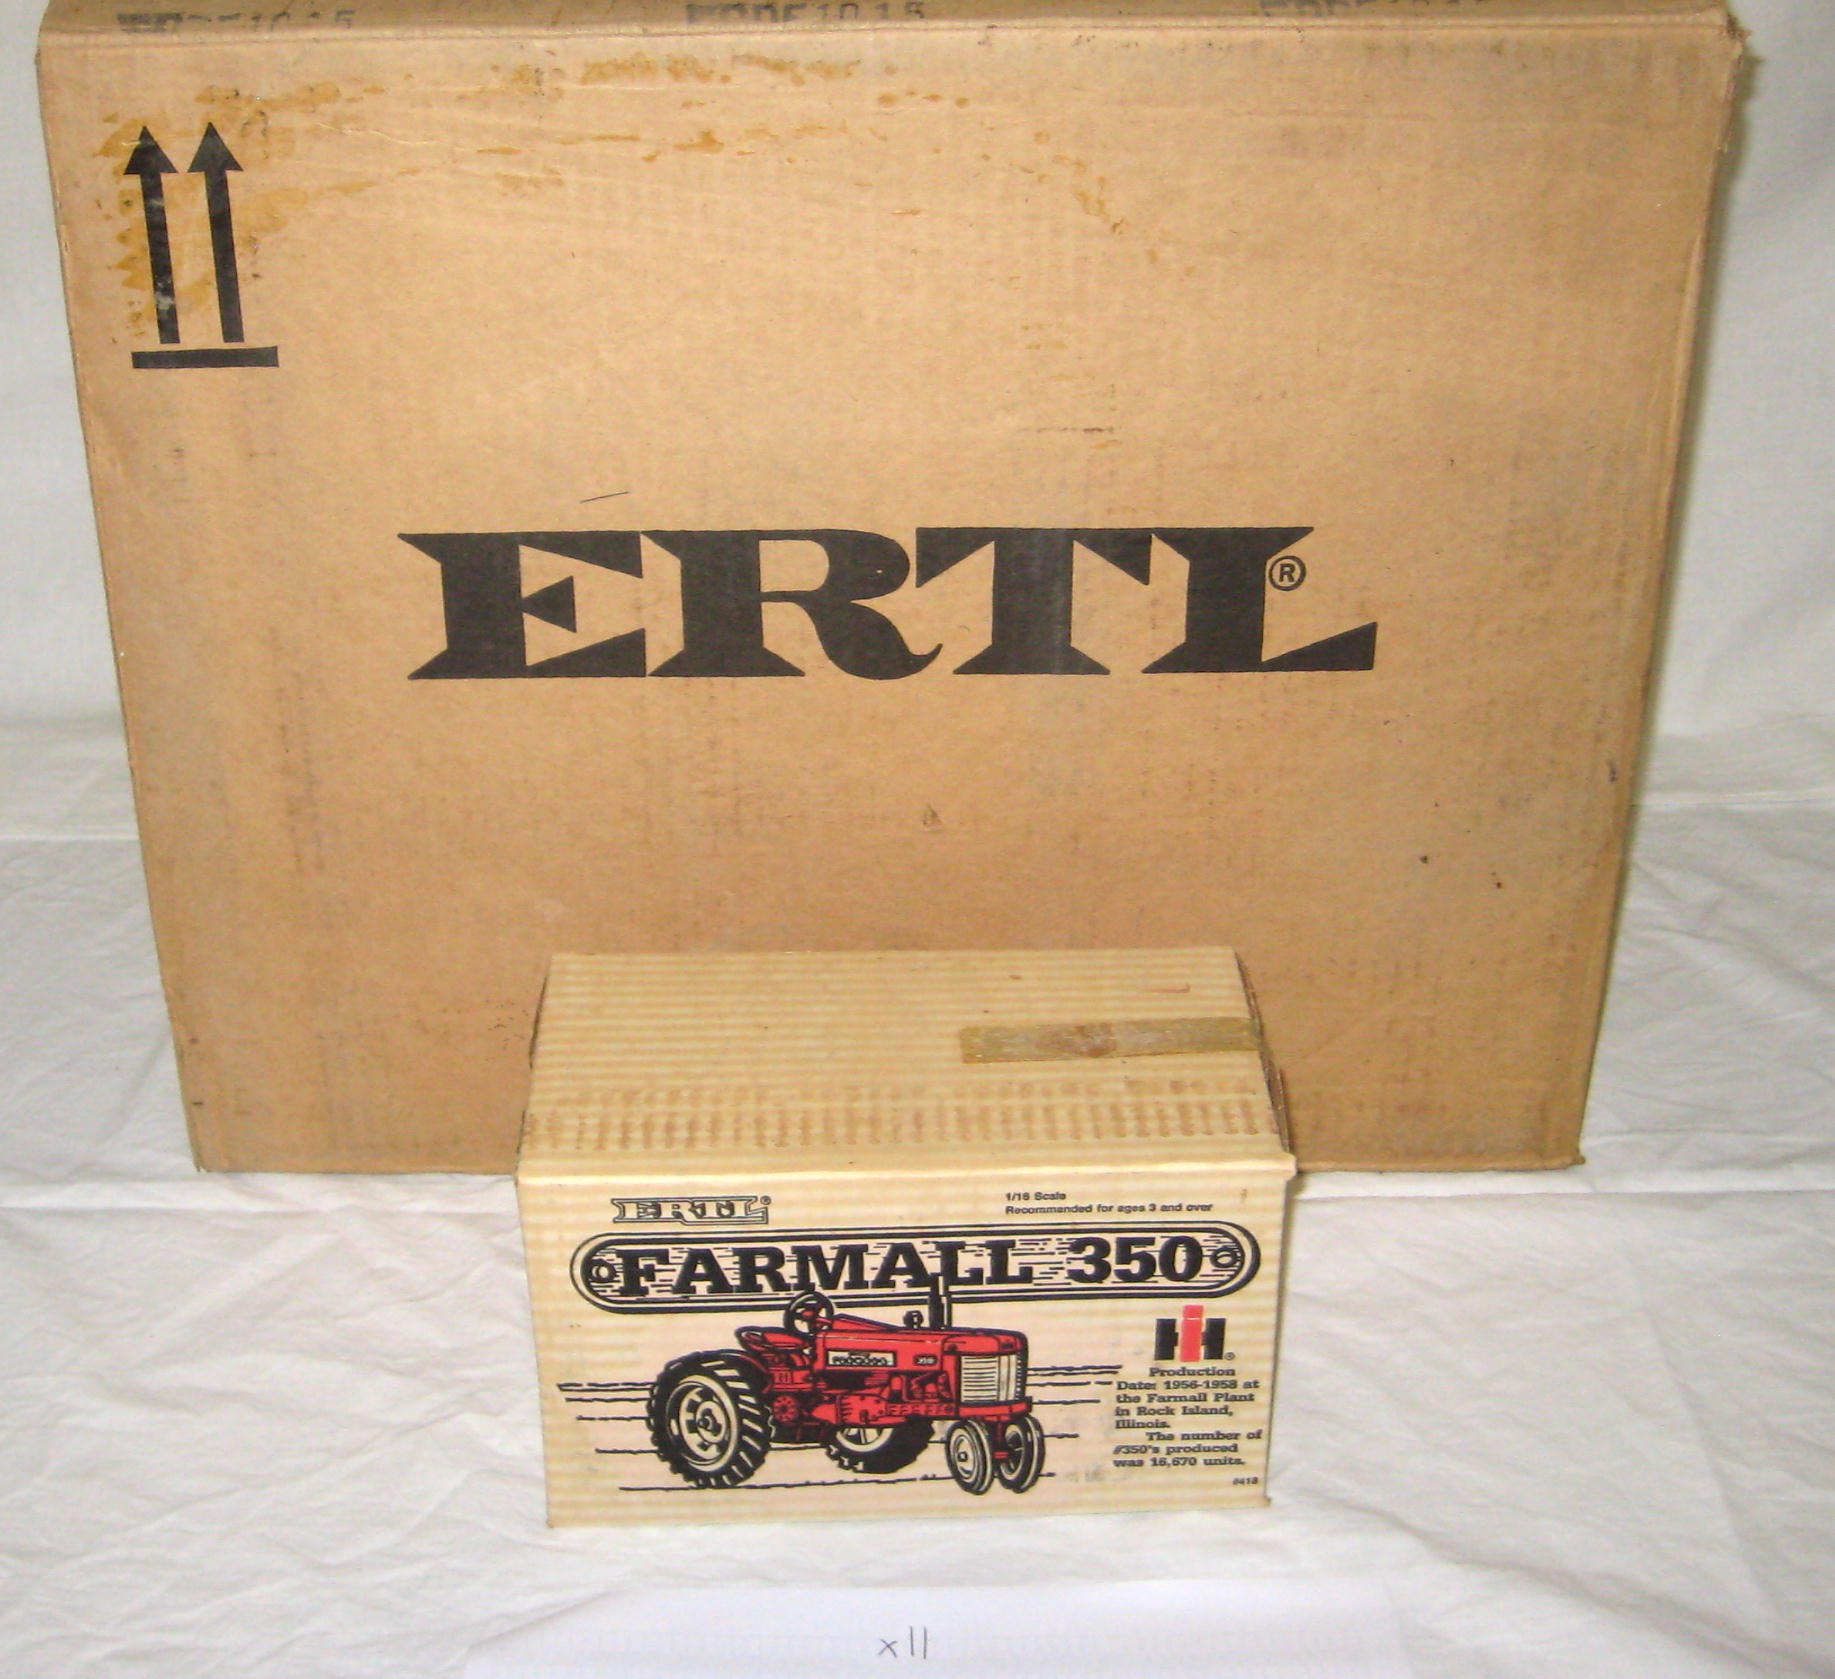 ERTL®
ERTL®
1/16 Scale
Recommended for ages 3 and over
FARMALL 350
IH®
Production
Date: 1956-1958 at
the Farmall Plant
in Rock Island,
Illinois.
The number of
#350's produced
was 16,670 units.
#418
x11